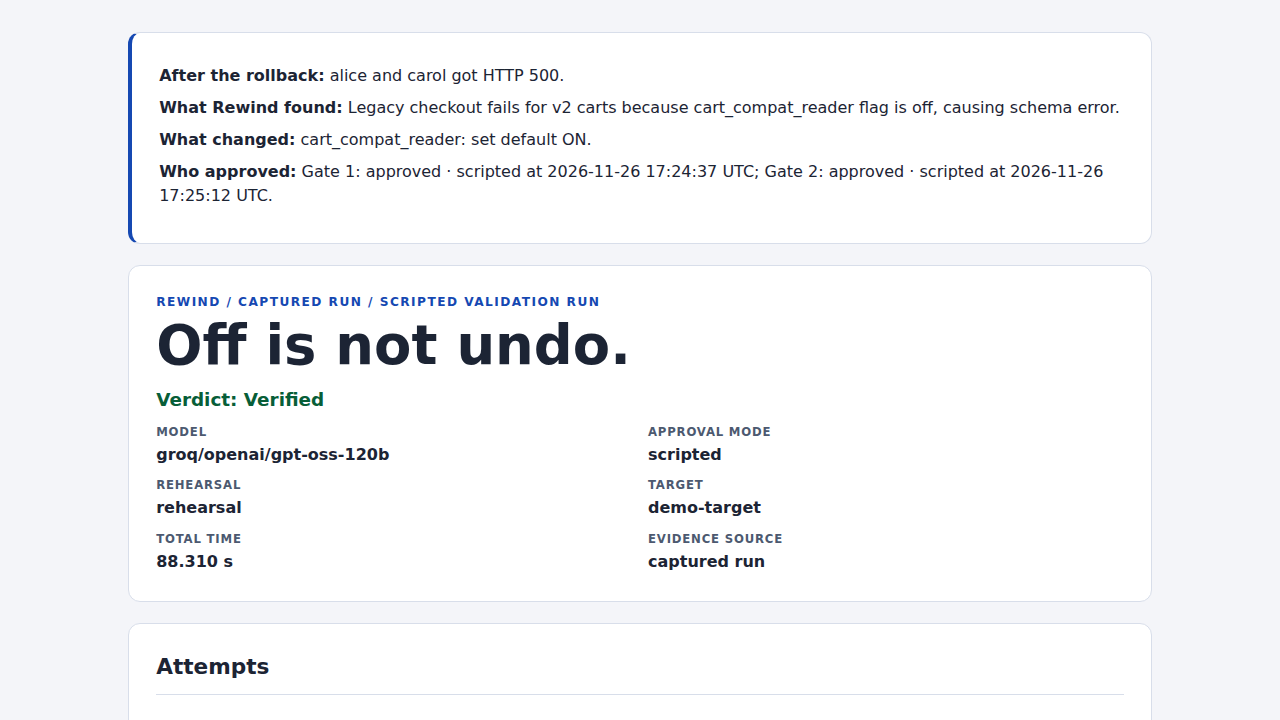 After the rollback: alice and carol got HTTP 500.
What Rewind found: Legacy checkout fails for v2 carts because cart_compat_reader flag is off, causing schema error.
What changed: cart_compat_reader: set default ON.
Who approved: Gate 1: approved · scripted at 2026-11-26 17:24:37 UTC; Gate 2: approved · scripted at 2026-11-26
17:25:12 UTC.
REWIND / CAPTURED RUN / SCRIPTED VALIDATION RUN
Off is not undo.
Verdict: Verified
MODEL
groq/openai/gpt-oss-120b
APPROVAL MODE
scripted
REHEARSAL
rehearsal
TARGET
demo-target
TOTAL TIME
88.310 s
EVIDENCE SOURCE
captured run
Attempts